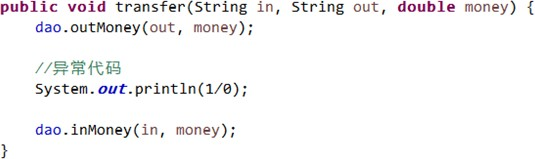 public void transfer(String in, String out, double money) {
    dao.outMoney(out, money);
    //异常代码
    System.out.println(1/0);
    dao.inMoney(in, money);
}